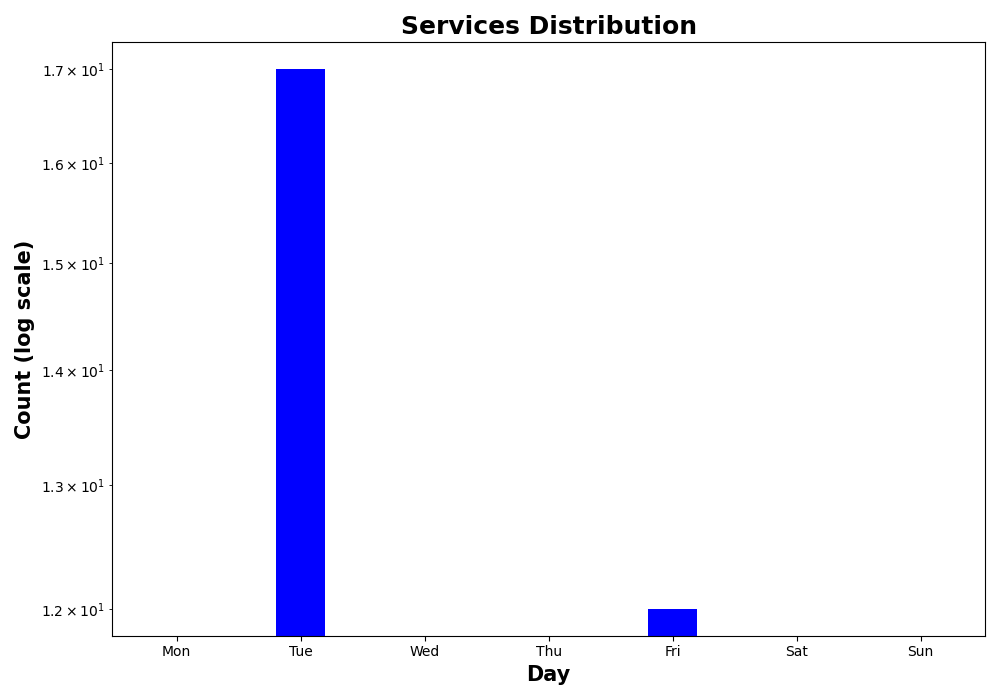 Services Distribution
Count (log scale)
1.7 × 10¹
1.6 × 10¹
1.5 × 10¹
1.4 × 10¹
1.3 × 10¹
1.2 × 10¹
Mon Tue Wed Thu Fri Sat Sun
Day